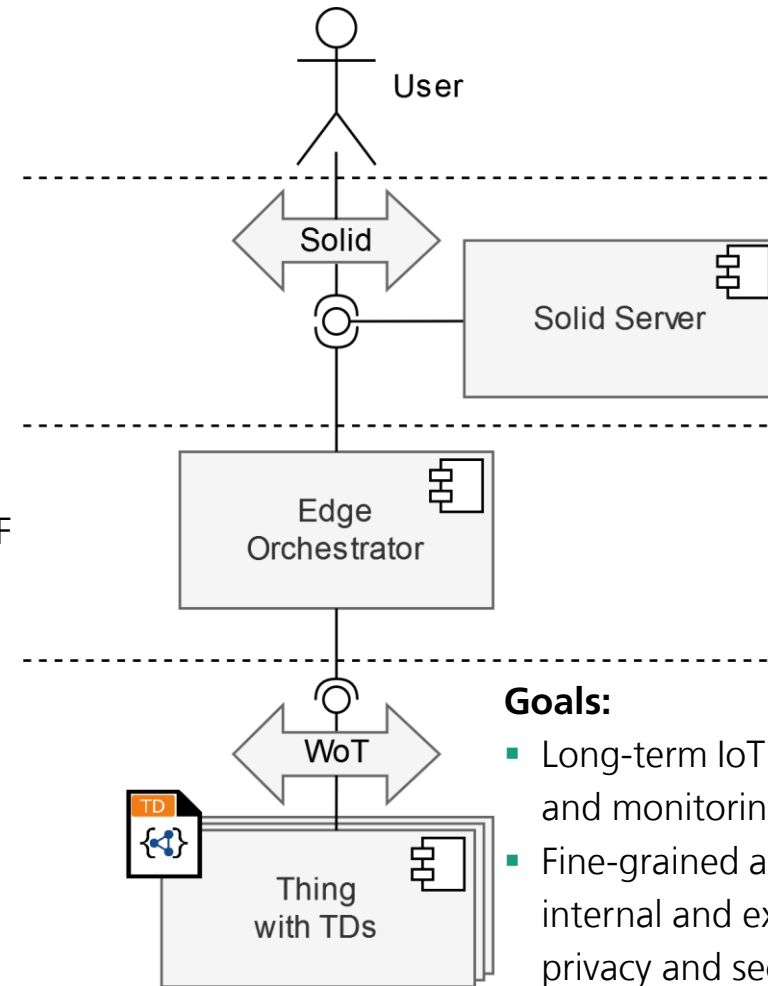 User
Solid
Solid Server
Edge
Orchestrator
F
Goals:
WoT
Long-term IoT
and monitorin
TD
Fine-grained a
Thing
with TDs
internal and ex
privacy and sec